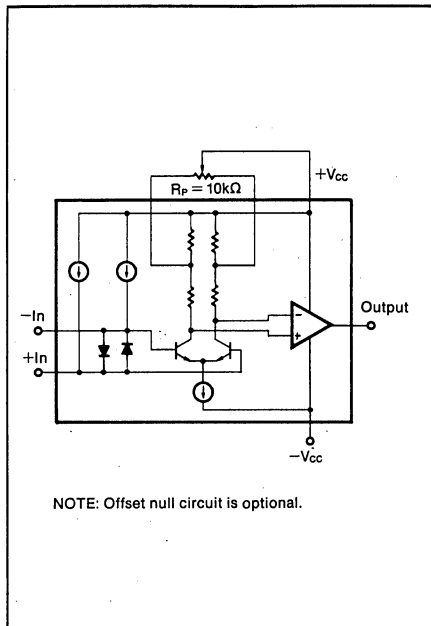 R_P = 10kΩ
+V_CC
−In
+In
−
+
Output
−V_CC
NOTE: Offset null circuit is optional.